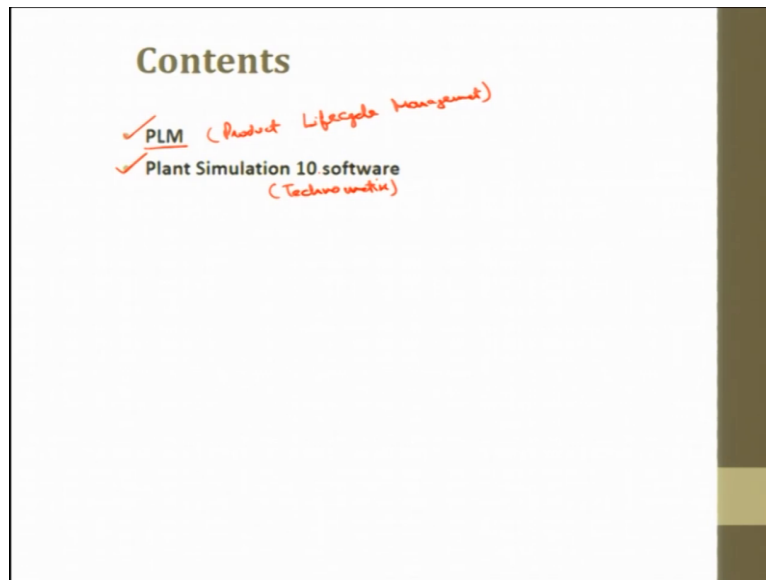 Contents
PLM (Product Lifecycle Management)
Plant Simulation 10 software
(Technomatix)